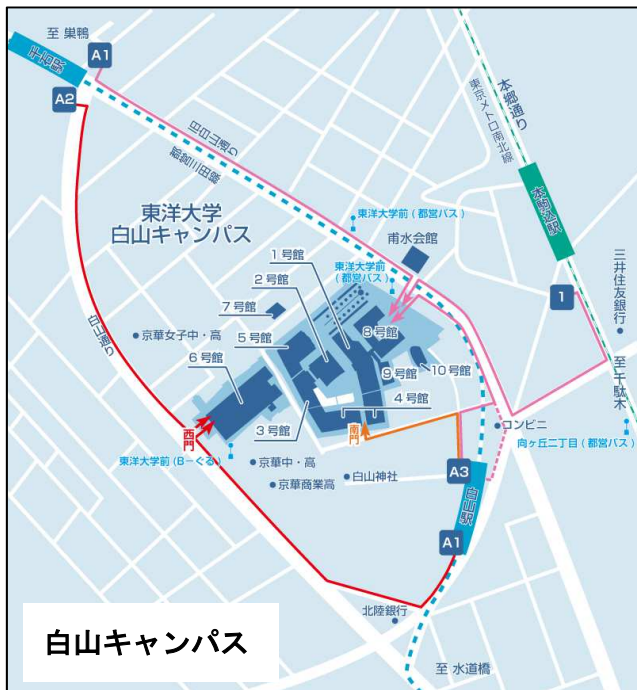 至 巣鴨
A1
千石駅
A2
旧白山通り
都営三田線
本郷通り
東京メトロ南北線
本駒込駅
東洋大学
白山キャンパス
東洋大学前(都営バス)
甫水会館
東洋大学前
(都営バス)
1号館
2号館
7号館
5号館
8号館
1
三井住友銀行
白山通り
京華女子中・高
6号館
9号館
10号館
4号館
至 千駄木
西門
3号館
南門
コンビニ
東洋大学前(B-ぐる)
京華中・高
向ヶ丘二丁目(都営バス)
白山神社
A3
京華商業高
白山駅
A1
北陸銀行
白山キャンパス
至 水道橋